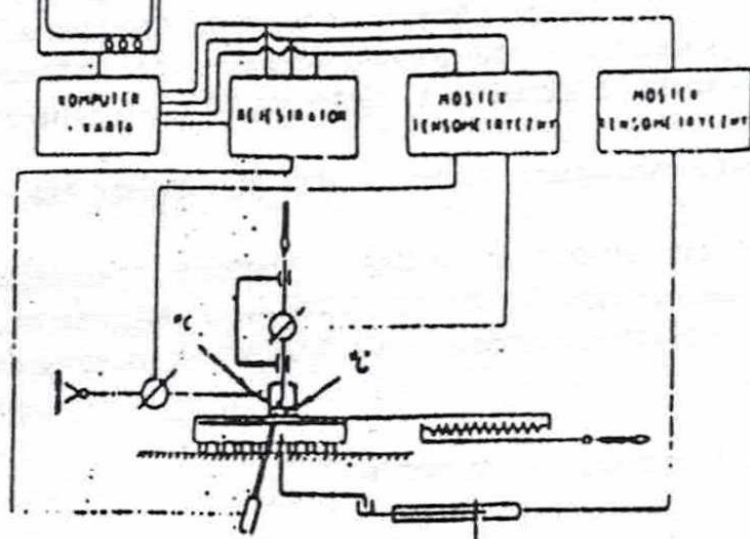 KOMPUTER
+ KARTA
REJESTRATOR
MOSTEK
TENSOMETRYCZNY
MOSTEK
TENSOMETRYCZNY
°C